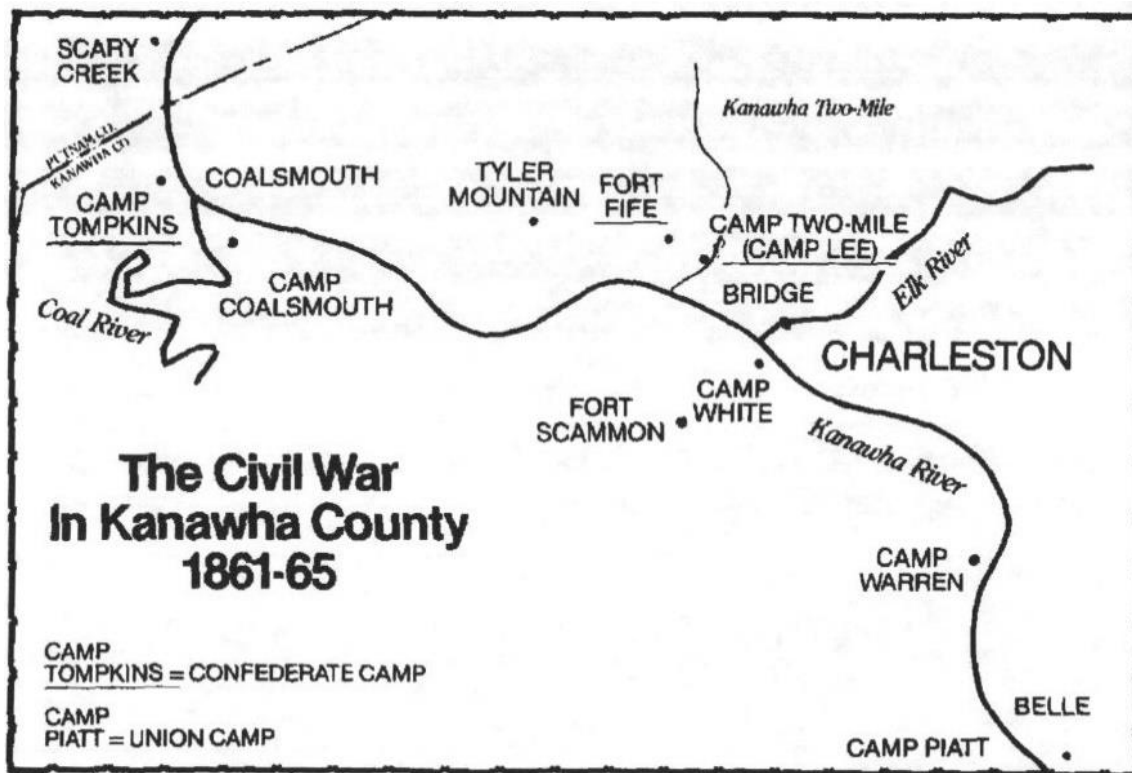 SCARY
CREEK
Kanawha Two-Mile
PUTNAM CO.
KANAWHA CO.
COALSMOUTH
TYLER
MOUNTAIN
FORT
FIFE
CAMP
TOMPKINS
CAMP TWO-MILE
(CAMP LEE)
CAMP
COALSMOUTH
BRIDGE
Elk River
Coal River
CHARLESTON
CAMP
WHITE
FORT
SCAMMON
Kanawha River
The Civil War
In Kanawha County
1861-65
CAMP
WARREN
CAMP
TOMPKINS = CONFEDERATE CAMP
CAMP
PIATT = UNION CAMP
BELLE
CAMP PIATT